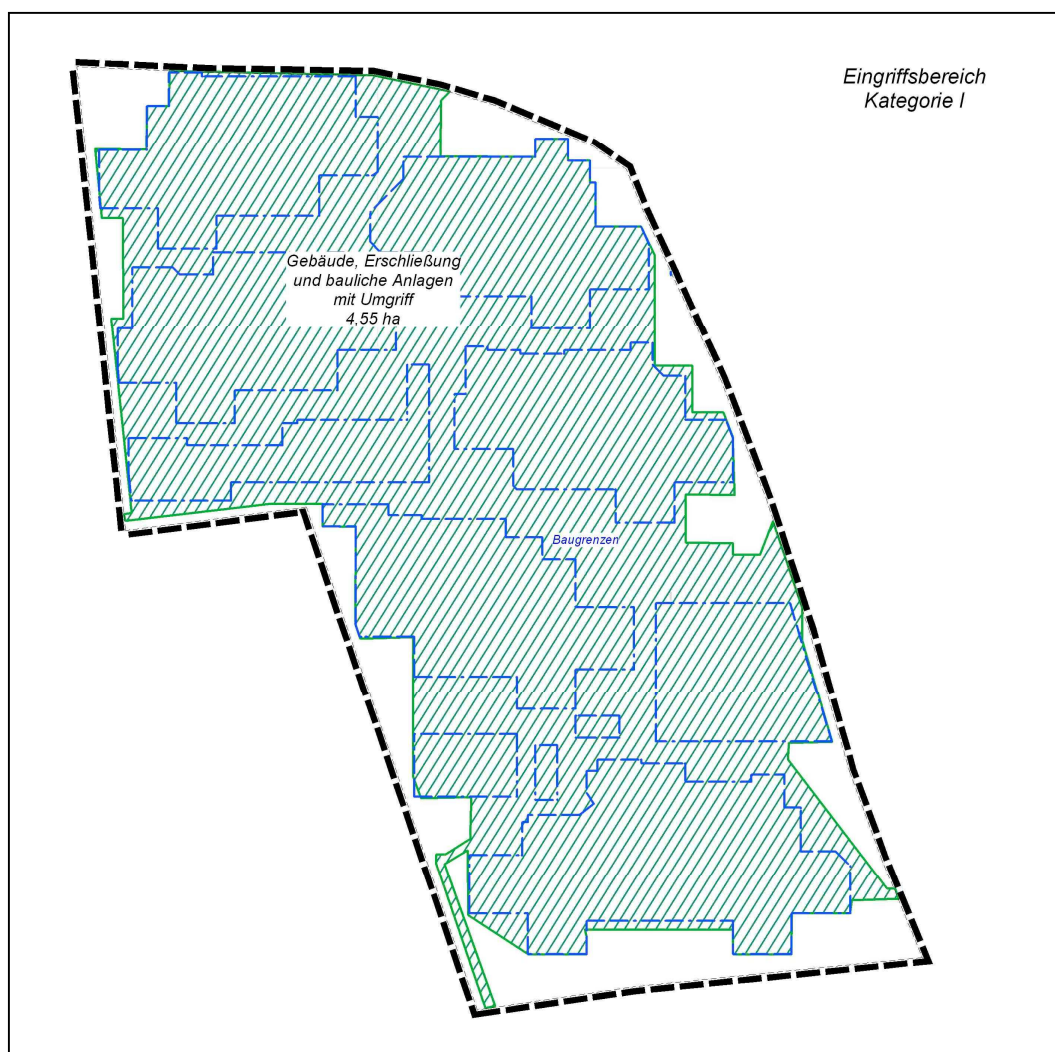 Eingriffsbereich
Kategorie I
Gebäude, Erschließung
und bauliche Anlagen
mit Umgriff
4,55 ha
Baugrenzen